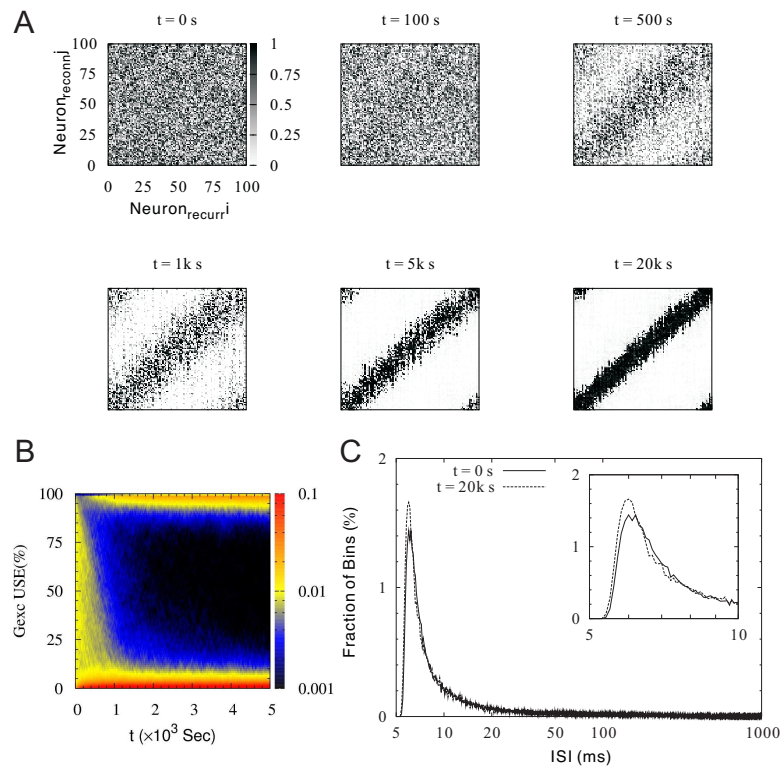 A
t = 0 s
t = 100 s
t = 500 s
100
75
50
25
0
Neuron_reconn j
1
0.75
0.5
0.25
0
0 25 50 75 100
Neuron_recurr i
t = 1k s
t = 5k s
t = 20k s
B
100
75
50
25
0
Gexc USE(%)
0.1
0.01
0.001
0 1 2 3 4 5
t (×10³ Sec)
C
2
1
0
Fraction of Bins (%)
t = 0 s
t = 20k s
2
1
0
5 10
5 10 20 50 100 1000
ISI (ms)